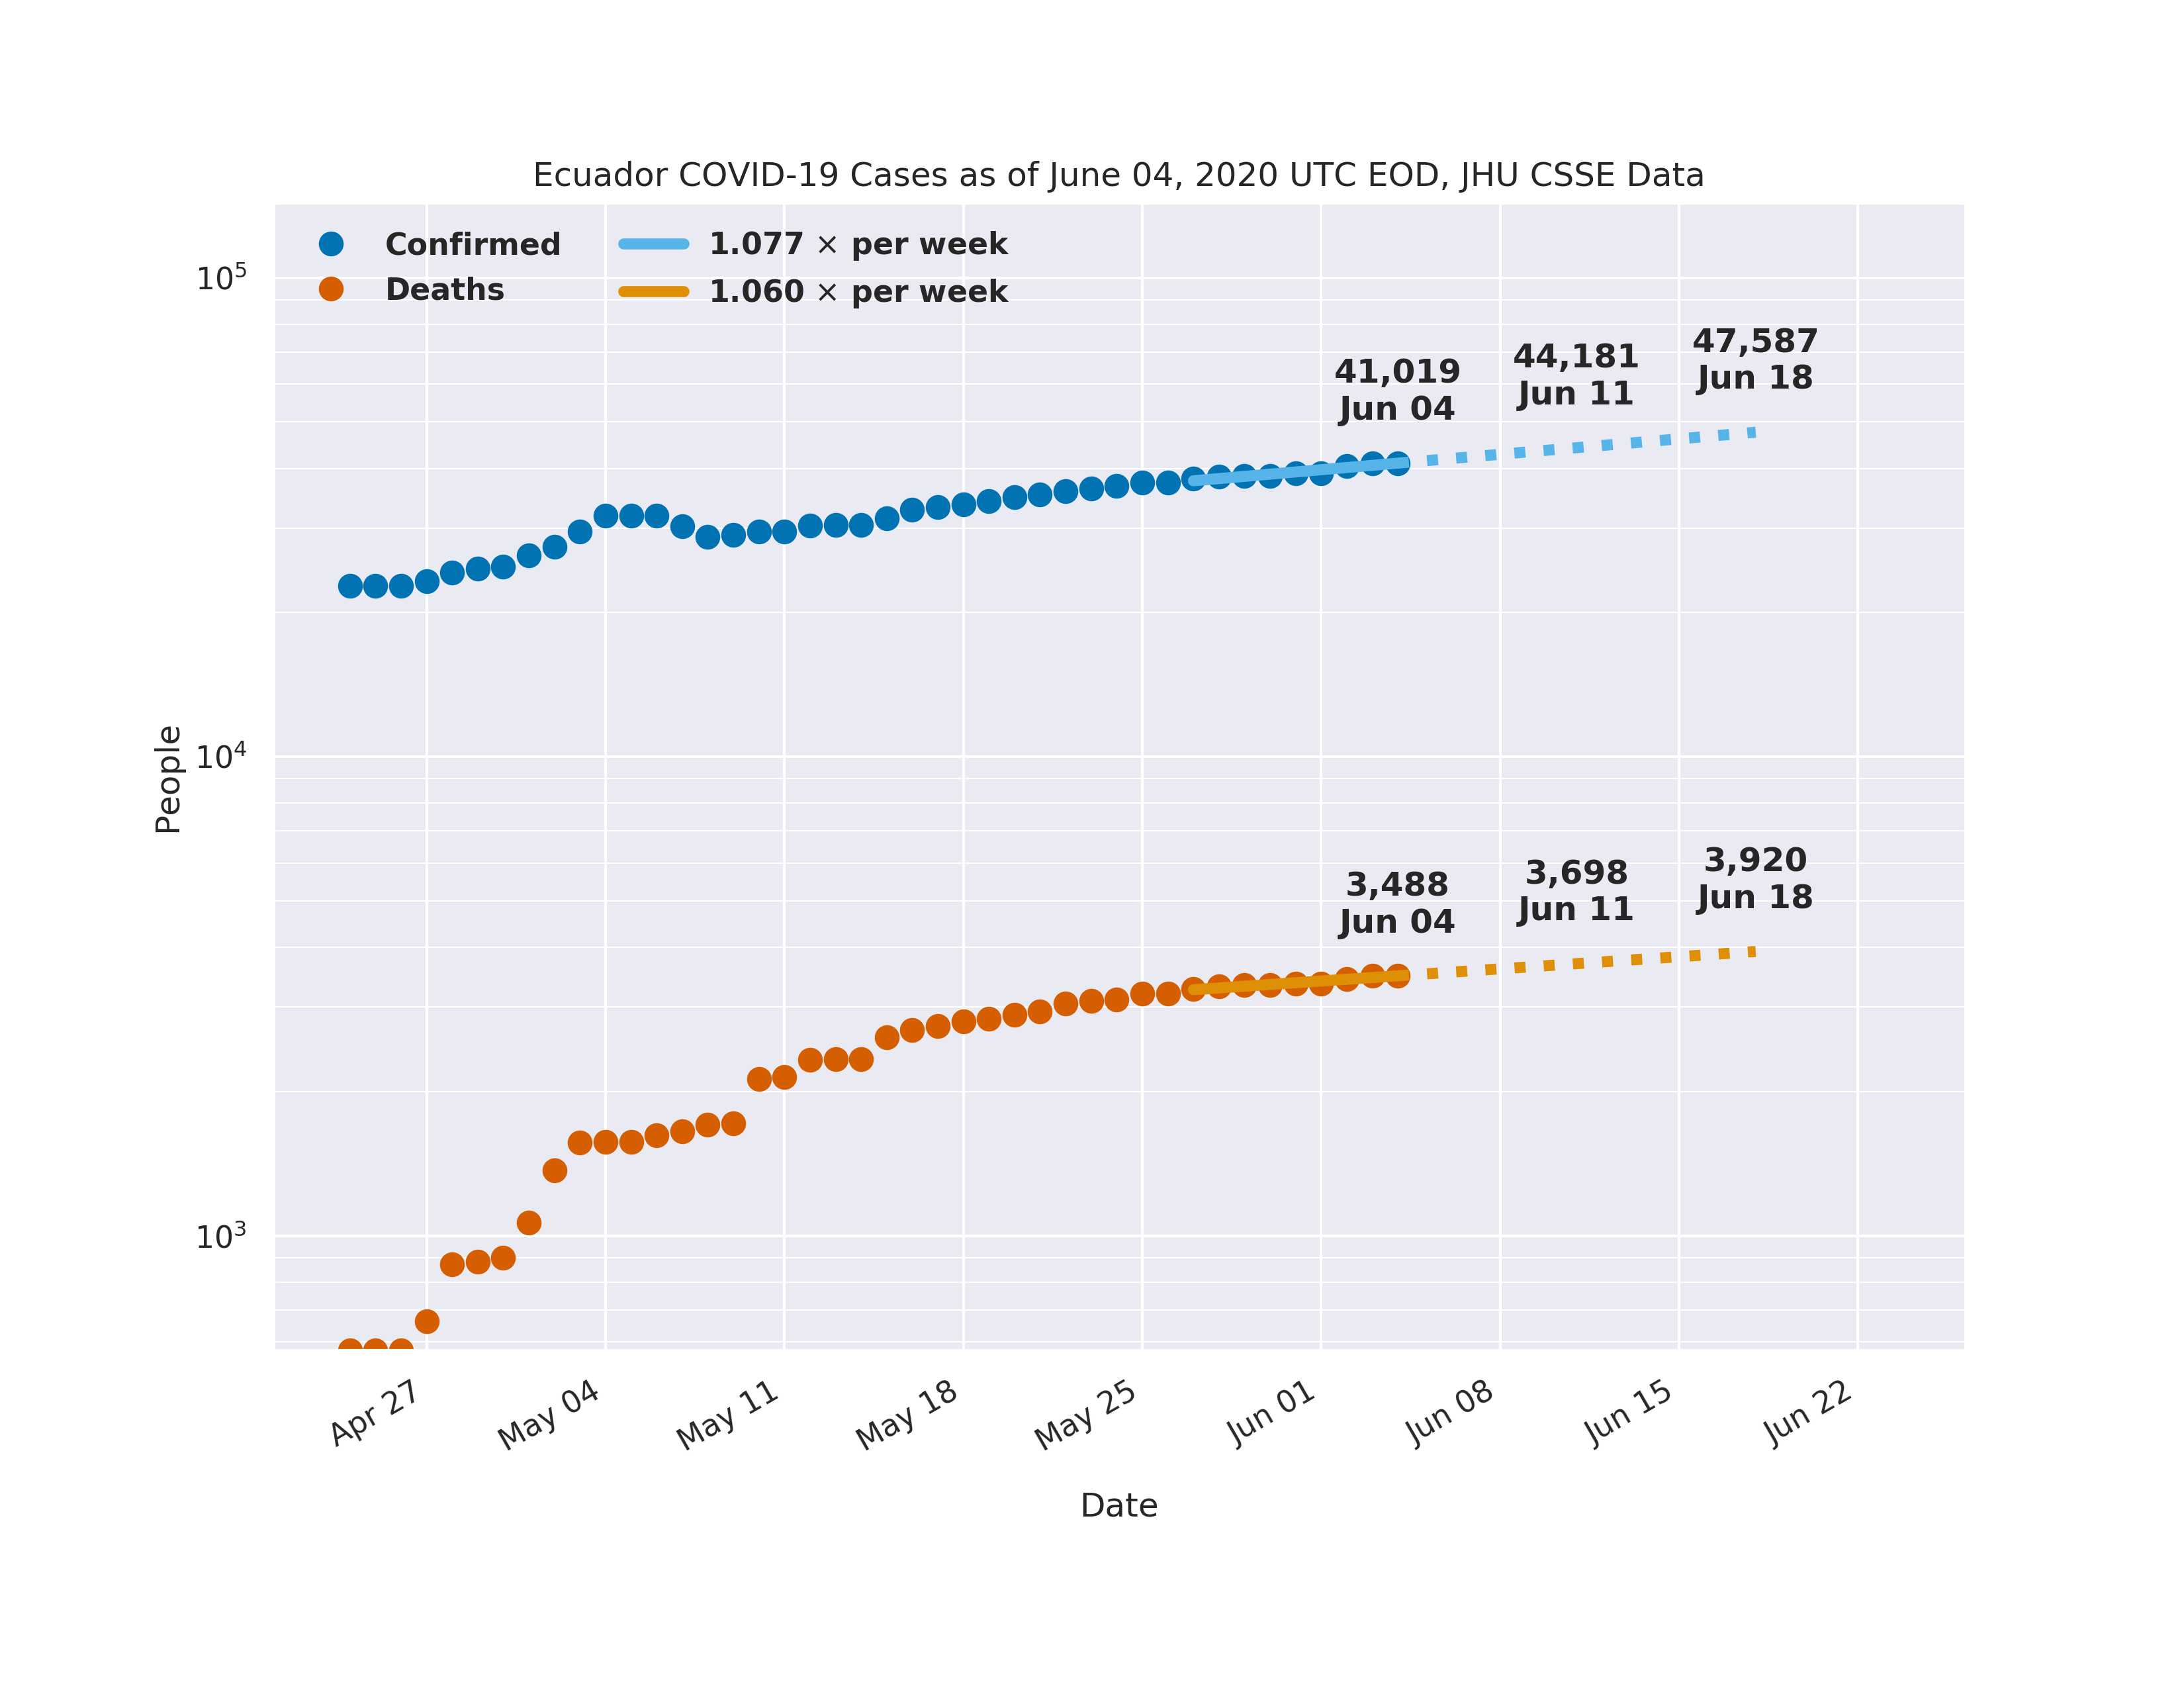 Ecuador COVID-19 Cases as of June 04, 2020 UTC EOD, JHU CSSE Data
Confirmed
Deaths
1.077 × per week
1.060 × per week
10⁵
10⁴
10³
People
41,019
Jun 04
44,181
Jun 11
47,587
Jun 18
3,488
Jun 04
3,698
Jun 11
3,920
Jun 18
Apr 27
May 04
May 11
May 18
May 25
Jun 01
Jun 08
Jun 15
Jun 22
Date